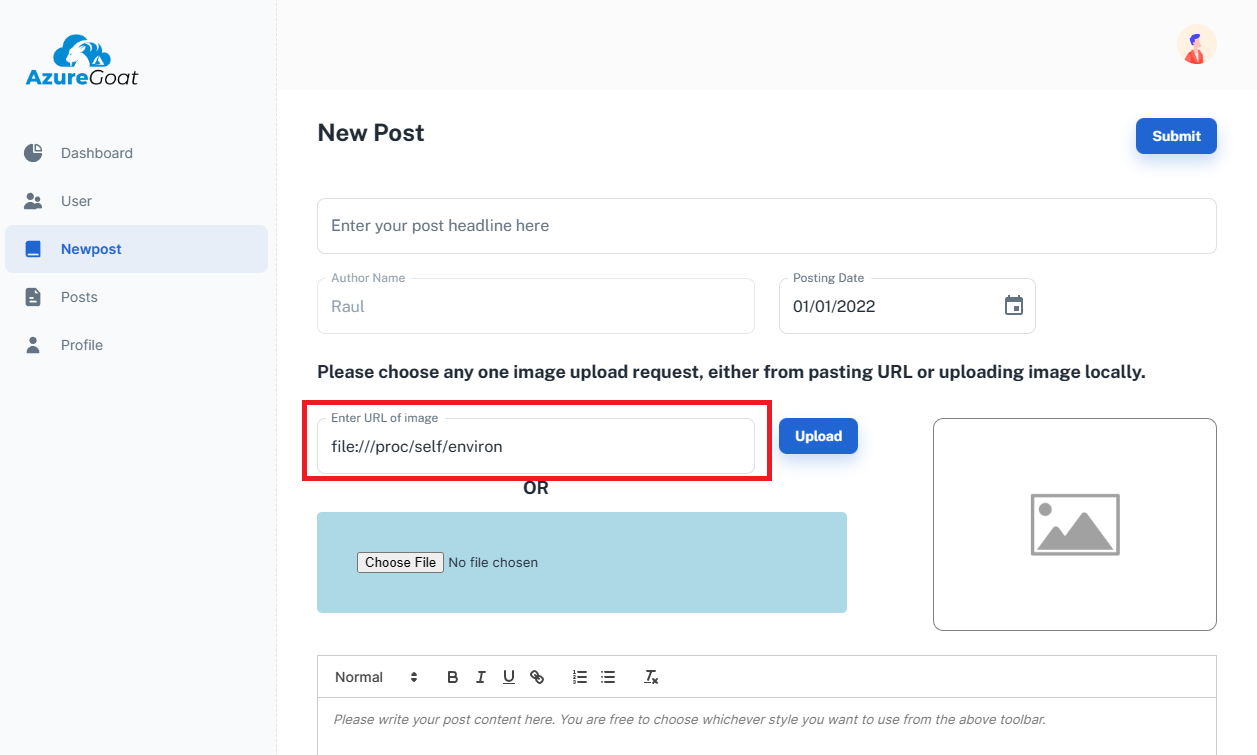 AzureGoat
Dashboard
User
Newpost
Posts
Profile
New Post
Submit
Enter your post headline here
Author Name
Raul
Posting Date
01/01/2022
Please choose any one image upload request, either from pasting URL or uploading image locally.
Enter URL of image
file:///proc/self/environ
Upload
OR
Choose File No file chosen
Normal B I U Tx
Please write your post content here. You are free to choose whichever style you want to use from the above toolbar.